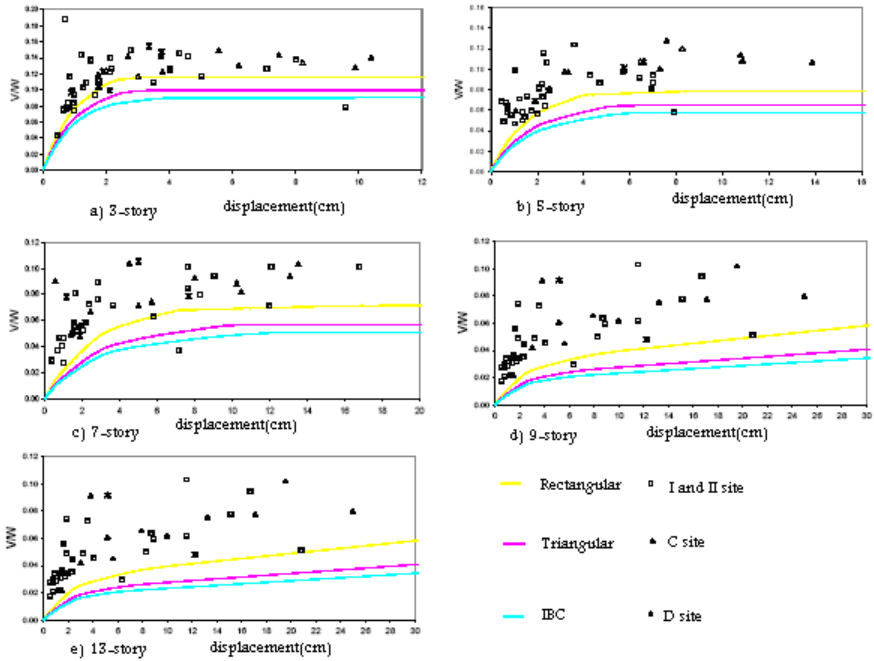 0.20
0.18
0.16
0.14
0.12
0.10
0.08
0.06
0.04
0.02
0.00
V/W
0 2 4 6 8 10 12
a) 3-story displacement(cm)
0.16
0.14
0.12
0.10
0.08
0.06
0.04
0.02
0.00
V/W
0 2 4 6 8 10 12 14 16
b) 5-story displacement(cm)
0.12
0.10
0.08
0.06
0.04
0.02
0.00
V/W
0 2 4 6 8 10 12 14 16 18 20
c) 7-story displacement(cm)
0.12
0.10
0.08
0.06
0.04
0.02
0.00
V/W
0 2 4 6 8 10 12 14 16 18 20 22 24 26 28 30
d) 9-story displacement(cm)
0.12
0.10
0.08
0.06
0.04
0.02
0.00
V/W
0 2 4 6 8 10 12 14 16 18 20 22 24 26 28 30
e) 13-story displacement(cm)
Rectangular I and II site
Triangular C site
IBC D site